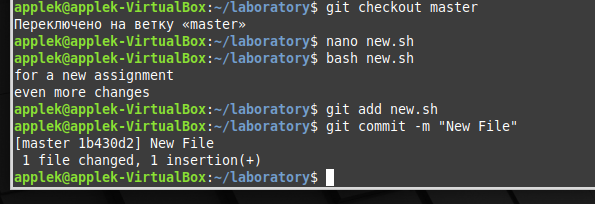 applek@applek-VirtualBox:~/laboratory$ git checkout master
Переключено на ветку «master»
applek@applek-VirtualBox:~/laboratory$ nano new.sh
applek@applek-VirtualBox:~/laboratory$ bash new.sh
for a new assignment
even more changes
applek@applek-VirtualBox:~/laboratory$ git add new.sh
applek@applek-VirtualBox:~/laboratory$ git commit -m "New File"
[master 1b430d2] New File
 1 file changed, 1 insertion(+)
applek@applek-VirtualBox:~/laboratory$